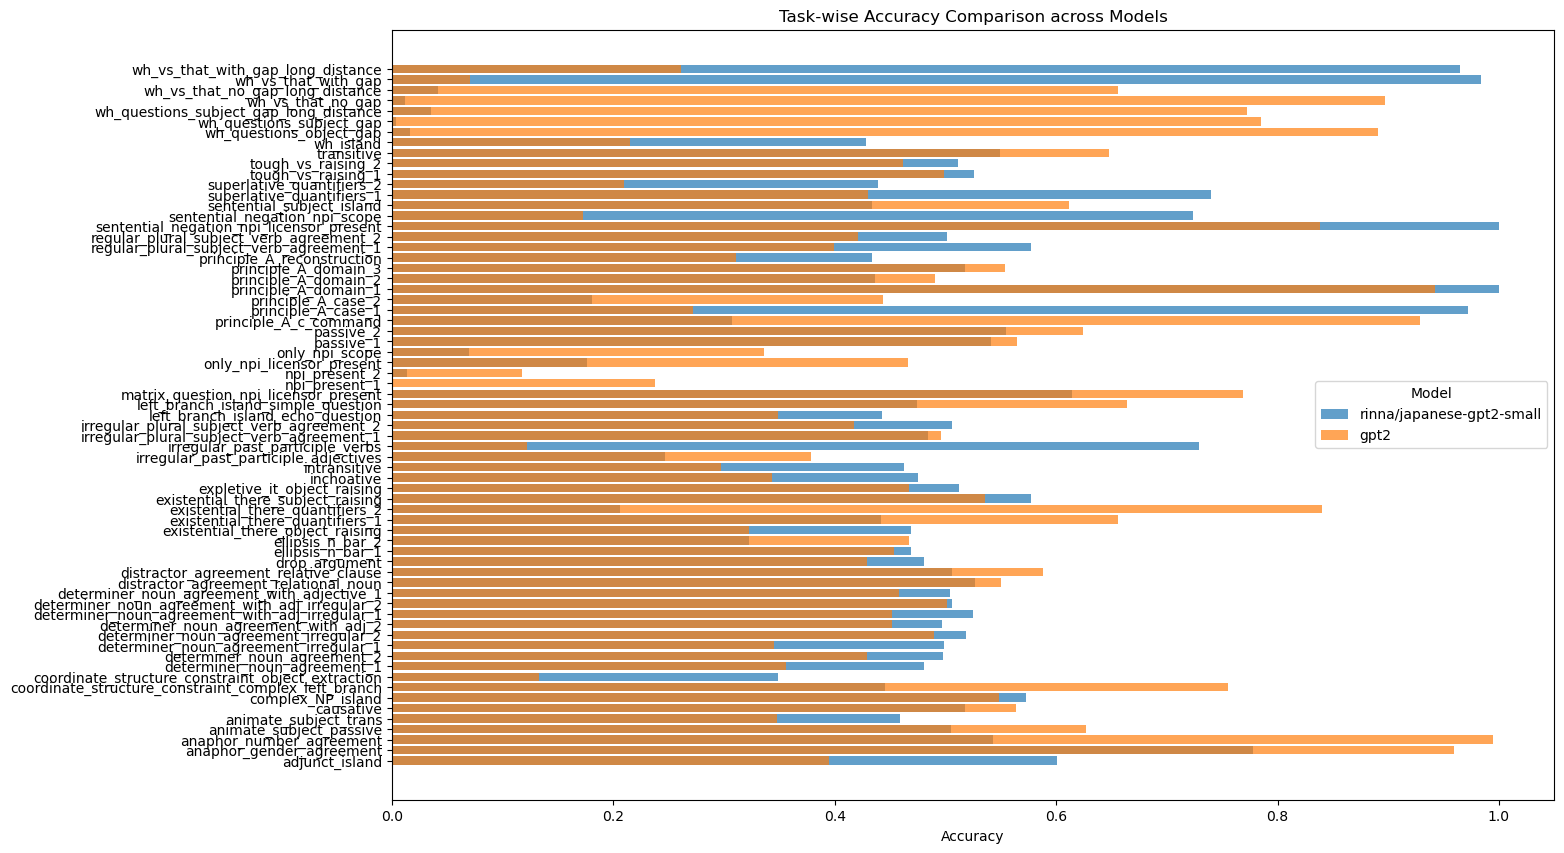 Task-wise Accuracy Comparison across Models
wh_vs_that_with_gap_long_distance
wh_vs_that_with_gap
wh_vs_that_no_gap_long_distance
wh_vs_that_no_gap
wh_questions_subject_gap_long_distance
wh_questions_subject_gap
wh_questions_object_gap
wh_island
transitive
tough_vs_raising_2
tough_vs_raising_1
superlative_quantifiers_2
superlative_quantifiers_1
sentential_subject_island
sentential_negation_npi_scope
sentential_negation_npi_licensor_present
regular_plural_subject_verb_agreement_2
regular_plural_subject_verb_agreement_1
principle_A_reconstruction
principle_A_domain_3
principle_A_domain_2
principle_A_domain_1
principle_A_case_2
principle_A_case_1
principle_A_c_command
passive_2
passive_1
only_npi_scope
only_npi_licensor_present
npi_present_2
npi_present_1
matrix_question_npi_licensor_present
left_branch_island_simple_question
left_branch_island_echo_question
irregular_plural_subject_verb_agreement_2
irregular_plural_subject_verb_agreement_1
irregular_past_participle_verbs
irregular_past_participle_adjectives
intransitive
inchoative
expletive_it_object_raising
existential_there_subject_raising
existential_there_quantifiers_2
existential_there_quantifiers_1
existential_there_object_raising
ellipsis_n_bar_2
ellipsis_n_bar_1
drop_argument
distractor_agreement_relative_clause
distractor_agreement_relational_noun
determiner_noun_agreement_with_adjective_1
determiner_noun_agreement_with_adj_irregular_2
determiner_noun_agreement_with_adj_irregular_1
determiner_noun_agreement_with_adj_2
determiner_noun_agreement_irregular_2
determiner_noun_agreement_irregular_1
determiner_noun_agreement_2
determiner_noun_agreement_1
coordinate_structure_constraint_object_extraction
coordinate_structure_constraint_complex_left_branch
complex_NP_island
causative
animate_subject_trans
animate_subject_passive
anaphor_number_agreement
anaphor_gender_agreement
adjunct_island
Model
rinna/japanese-gpt2-small
gpt2
0.0 0.2 0.4 0.6 0.8 1.0
Accuracy